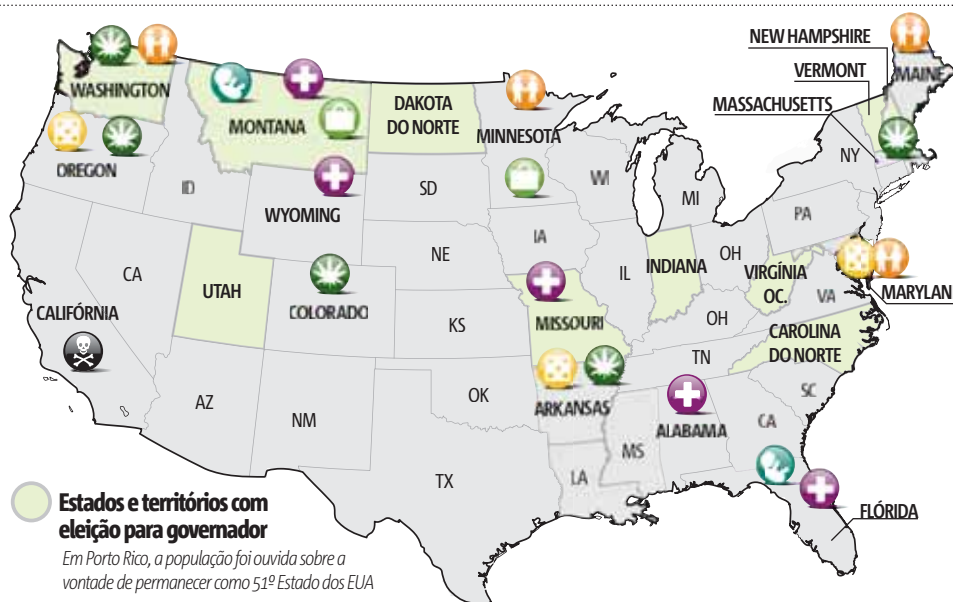 NEW HAMPSHIRE
VERMONT
MASSACHUSETTS
MAINE
WASHINGTON
MONTANA
DAKOTA
DO NORTE
MINNESOTA
OREGON
ID
WYOMING
SD
WI
MI
NY
PA
NE
IA
IL
INDIANA
OH
VIRGÍNIA
OC.
VA
MARYLAN
CA
UTAH
COLORADO
CALIFÓRNIA
KS
MISSOURI
OH
CAROLINA
DO NORTE
TN
AZ
NM
OK
ARKANSAS
ALABAMA
SC
CA
MS
LA
TX
FLÓRIDA
Estados e territórios com
eleição para governador
Em Porto Rico, a população foi ouvida sobre a
vontade de permanecer como 51º Estado dos EUA